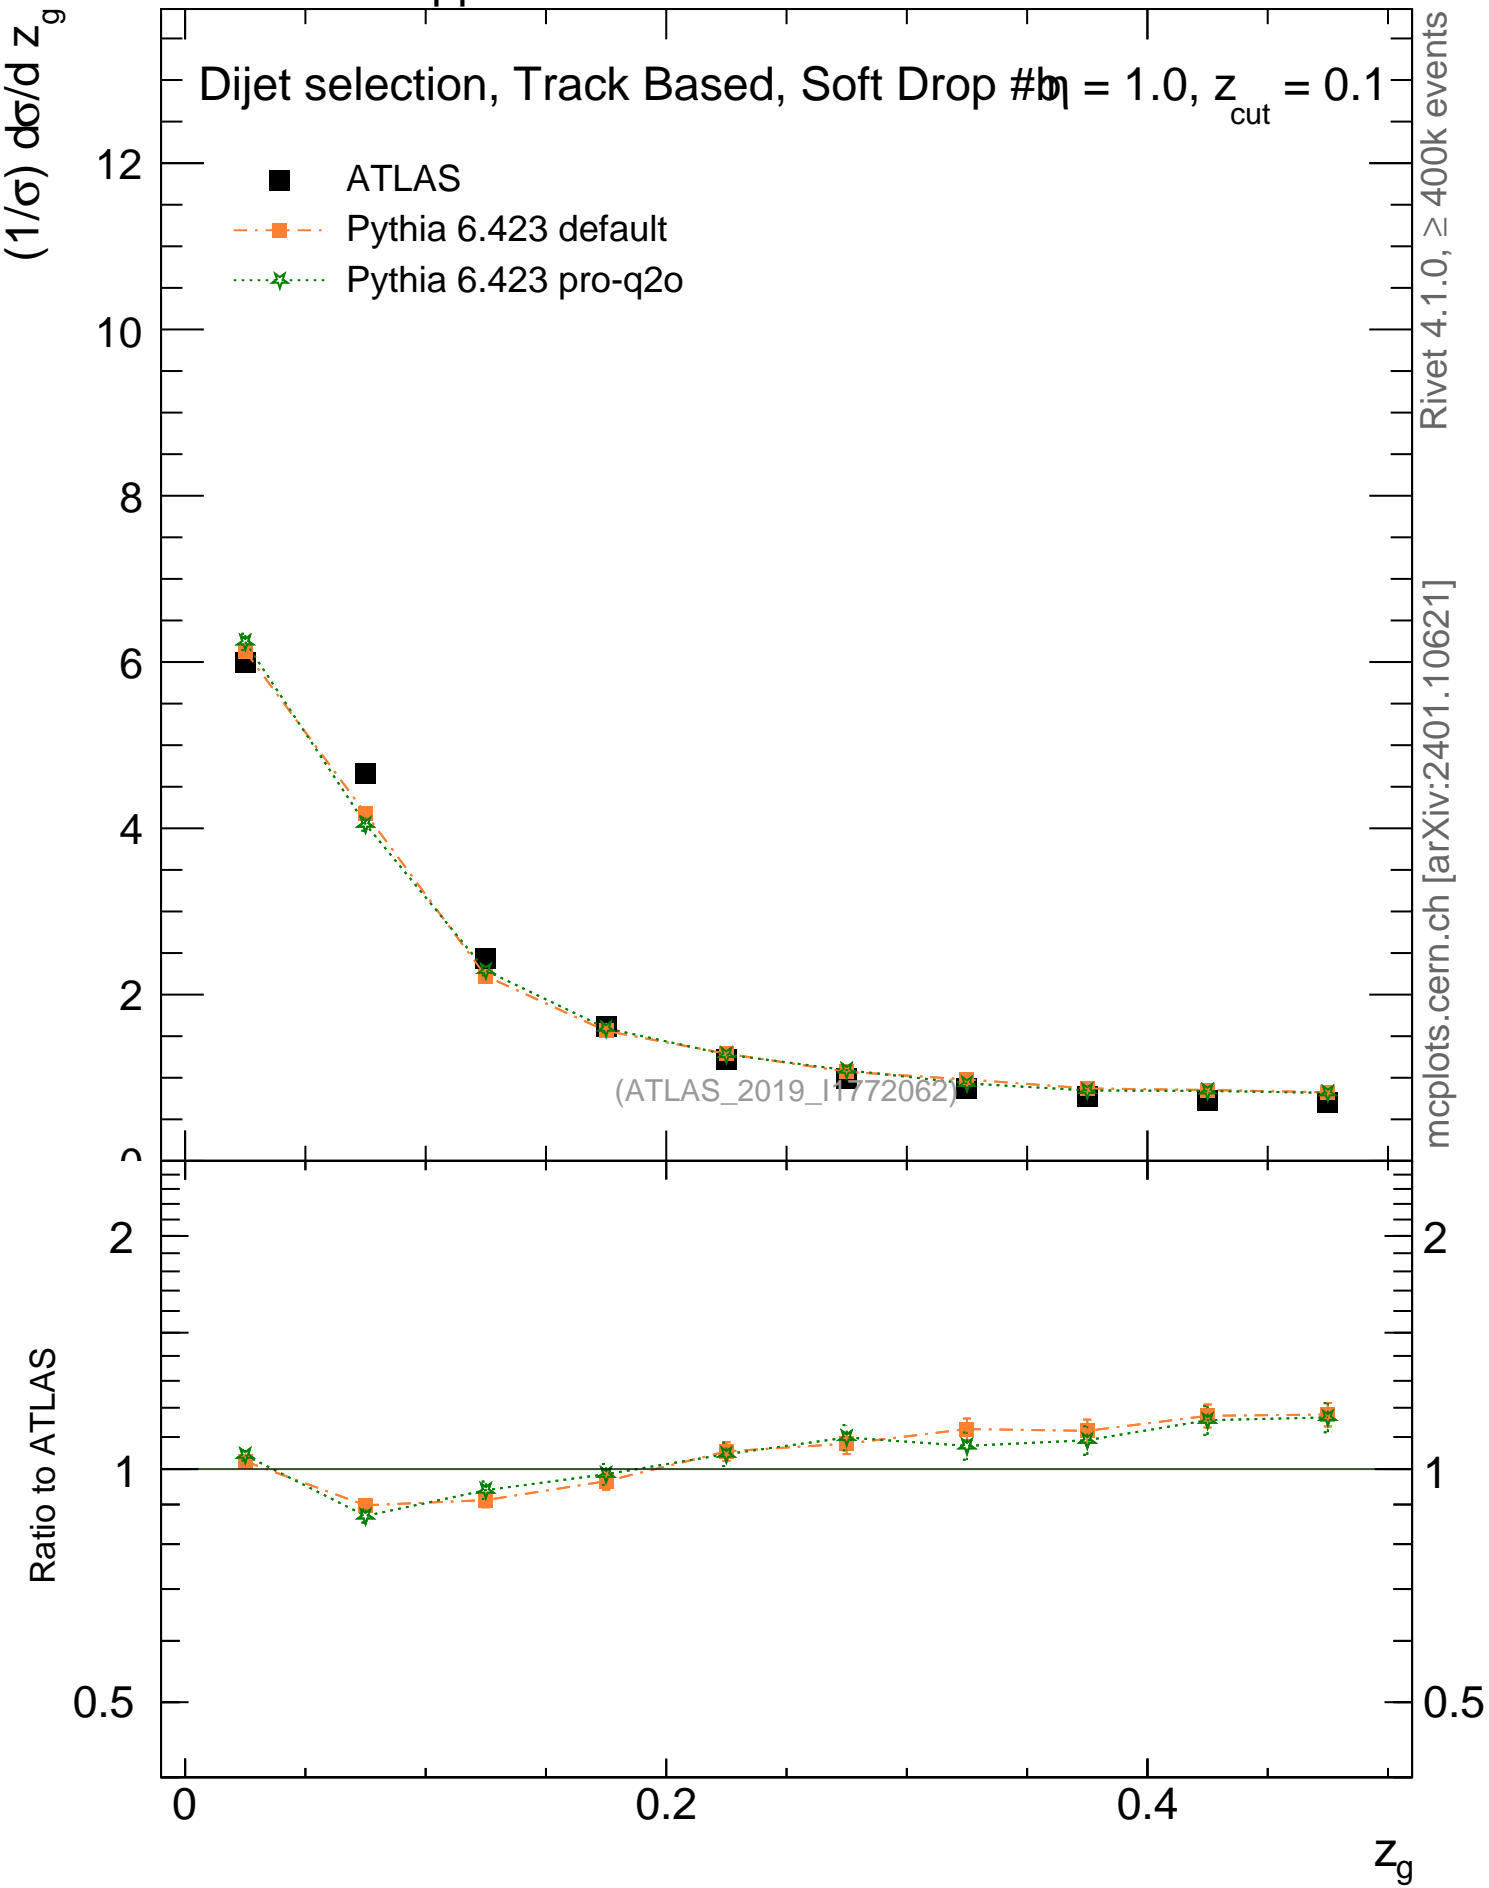 (1/σ) dσ/d z_g
Dijet selection, Track Based, Soft Drop #bη = 1.0, z_cut = 0.1
ATLAS
Pythia 6.423 default
Pythia 6.423 pro-q2o
12
10
8
6
4
2
0
(ATLAS_2019_I1772062)
Rivet 4.1.0, ≥ 400k events
mcplots.cern.ch [arXiv:2401.10621]
Ratio to ATLAS
2
1
0.5
2
1
0.5
0
0.2
0.4
z_g